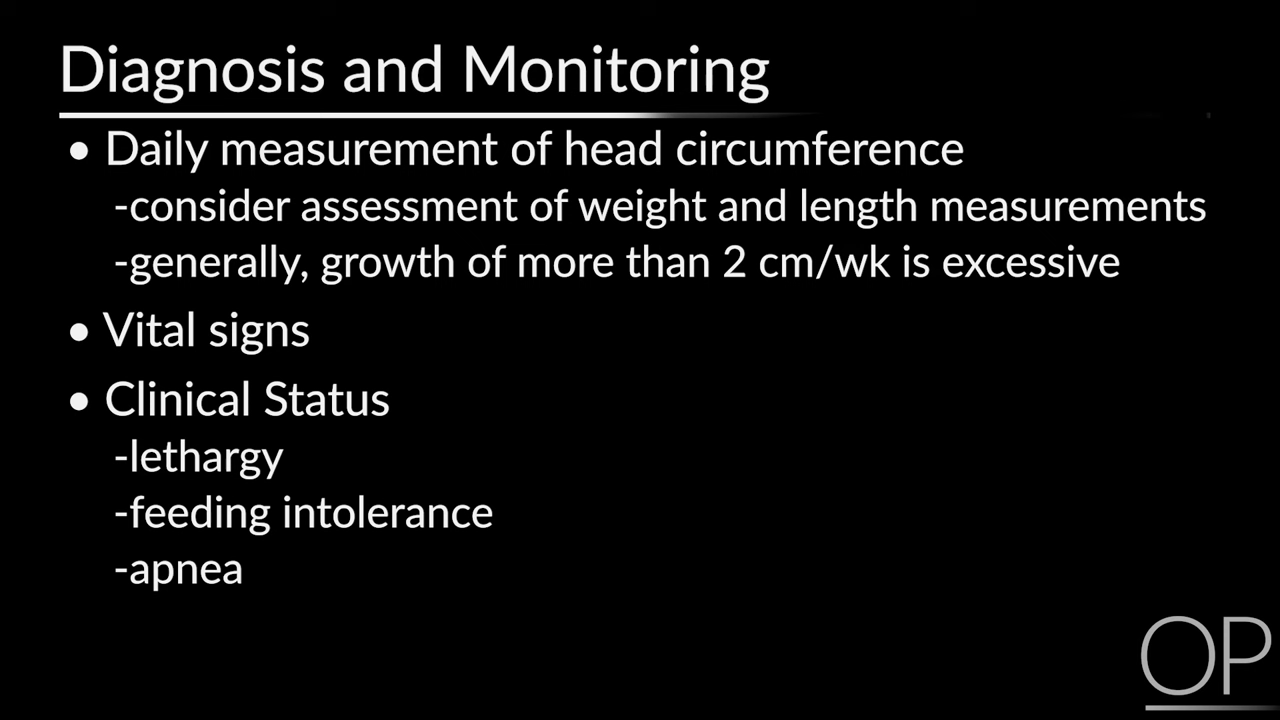 Diagnosis and Monitoring
• Daily measurement of head circumference
-consider assessment of weight and length measurements
-generally, growth of more than 2 cm/wk is excessive
• Vital signs
• Clinical Status
-lethargy
-feeding intolerance
-apnea
OP